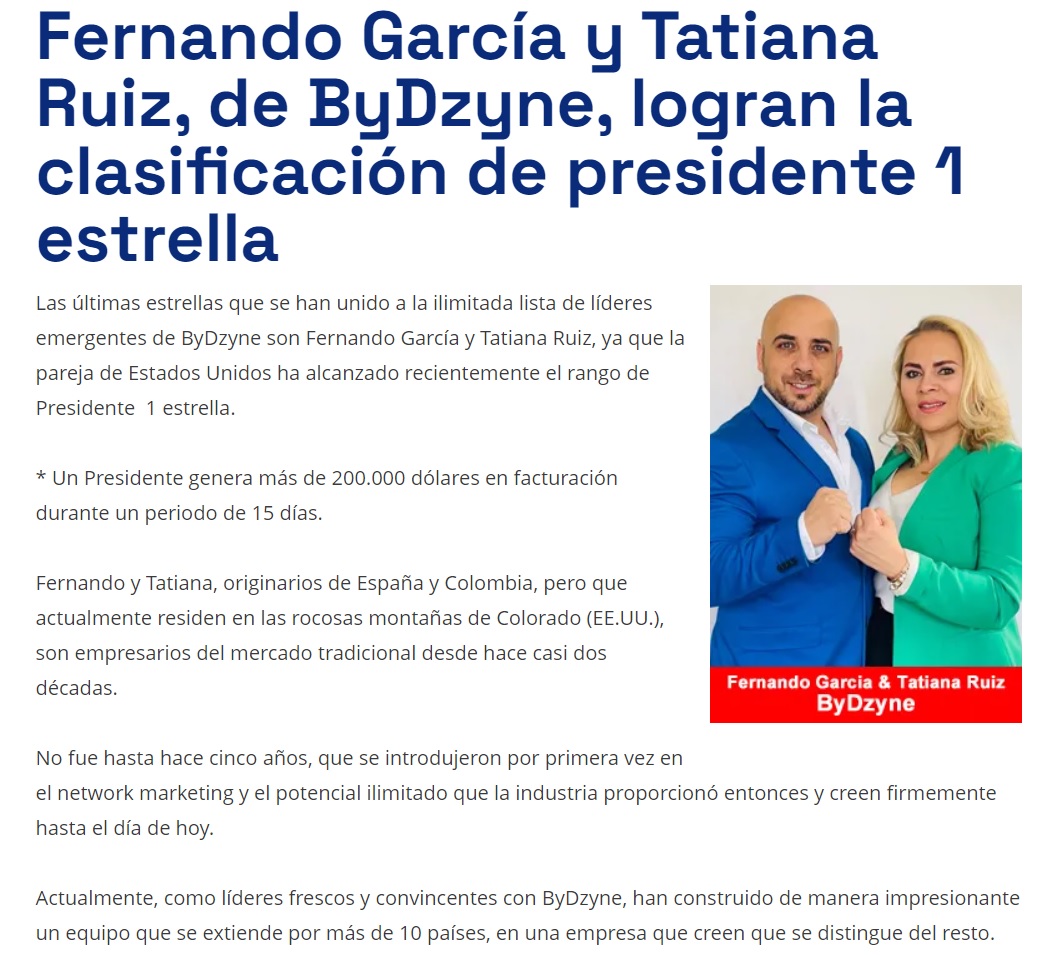 Fernando García y Tatiana
Ruiz, de ByDzyne, logran la
clasificación de presidente 1
estrella
Las últimas estrellas que se han unido a la ilimitada lista de líderes
emergentes de ByDzyne son Fernando García y Tatiana Ruiz, ya que la
pareja de Estados Unidos ha alcanzado recientemente el rango de
Presidente  1 estrella.
* Un Presidente genera más de 200.000 dólares en facturación
durante un periodo de 15 días.
Fernando y Tatiana, originarios de España y Colombia, pero que
actualmente residen en las rocosas montañas de Colorado (EE.UU.),
son empresarios del mercado tradicional desde hace casi dos
décadas.
Fernando Garcia & Tatiana Ruiz
ByDzyne
No fue hasta hace cinco años, que se introdujeron por primera vez en
el network marketing y el potencial ilimitado que la industria proporcionó entonces y creen firmemente
hasta el día de hoy.
Actualmente, como líderes frescos y convincentes con ByDzyne, han construido de manera impresionante
un equipo que se extiende por más de 10 países, en una empresa que creen que se distingue del resto.